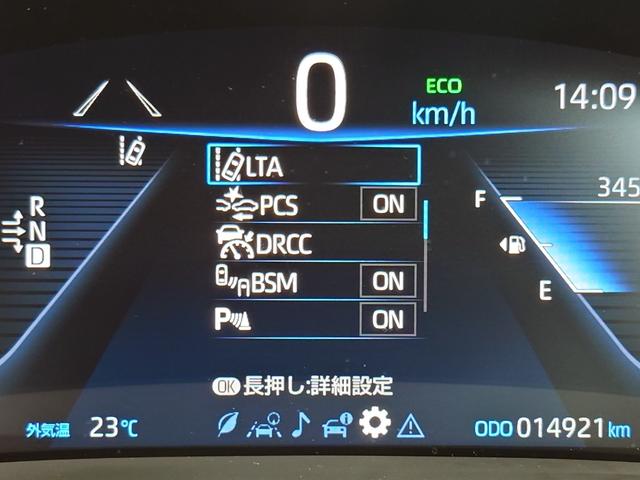 0
ECO
km/h
14:09
LTA
PCS ON
DRCC
BSM ON
P ON
345
F
E
R
N
D
OK 長押し:詳細設定
外気温 23℃
ODO 014921 km